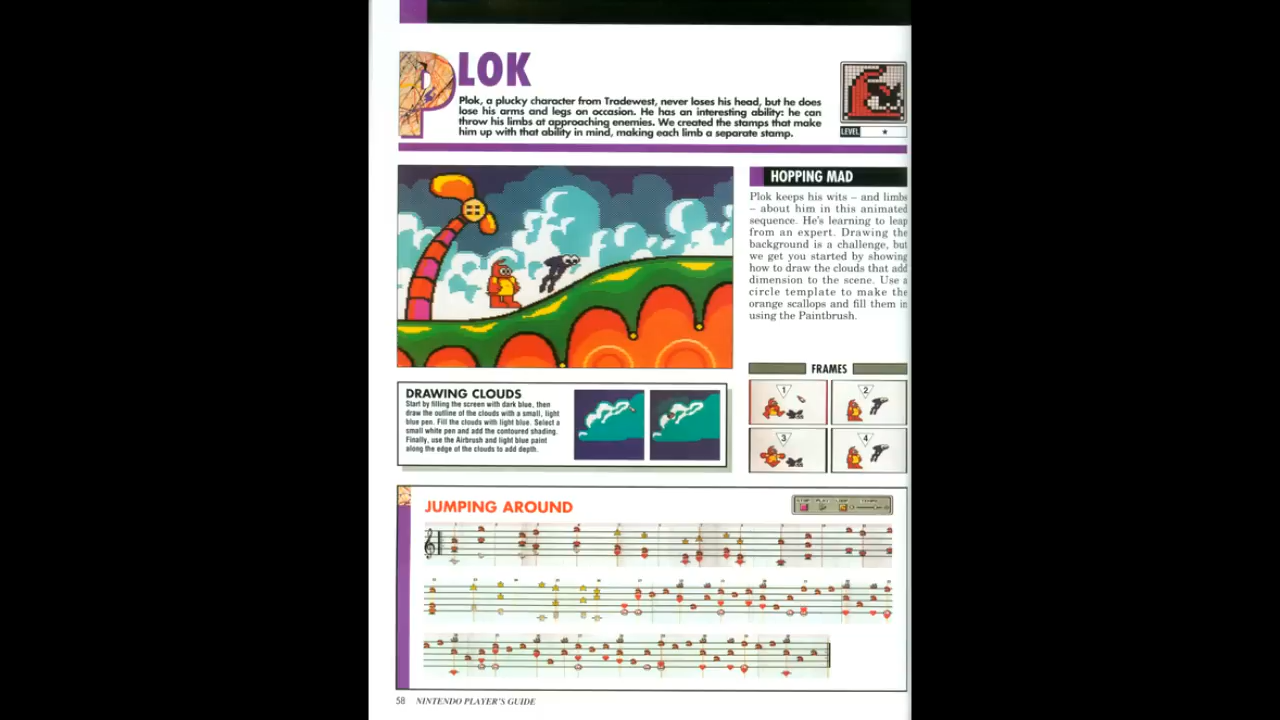 PLOK
Plok, a plucky character from Tradewest, never loses his head, but he does
lose his arms and legs on occasion. He has an interesting ability: he can
throw his limbs at approaching enemies. We created the stamps that make
him up with that ability in mind, making each limb a separate stamp.
LEVEL
HOPPING MAD
Plok keeps his wits – and limbs
– about him in this animated
sequence. He's learning to leap
from an expert. Drawing the
background is a challenge, but
we get you started by showing
how to draw the clouds that add
dimension to the scene. Use a
circle template to make the
orange scallops and fill them in
using the Paintbrush.
FRAMES
1
2
3
4
DRAWING CLOUDS
Start by filling the screen with dark blue, then
draw the outline of the clouds with a small, light
blue pen. Fill the clouds with light blue. Select a
small white pen and add the contoured shading.
Finally, use the Airbrush and light blue paint
along the edge of the clouds to add depth.
JUMPING AROUND
STOP PLAY LOOP TEMPO
58 NINTENDO PLAYER'S GUIDE